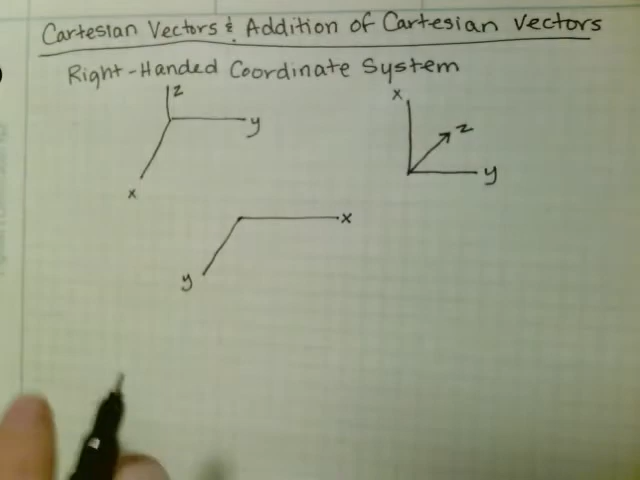 Cartesian Vectors & Addition of Cartesian Vectors
Right-Handed Coordinate System
z
y
x
x
z
y
x
y